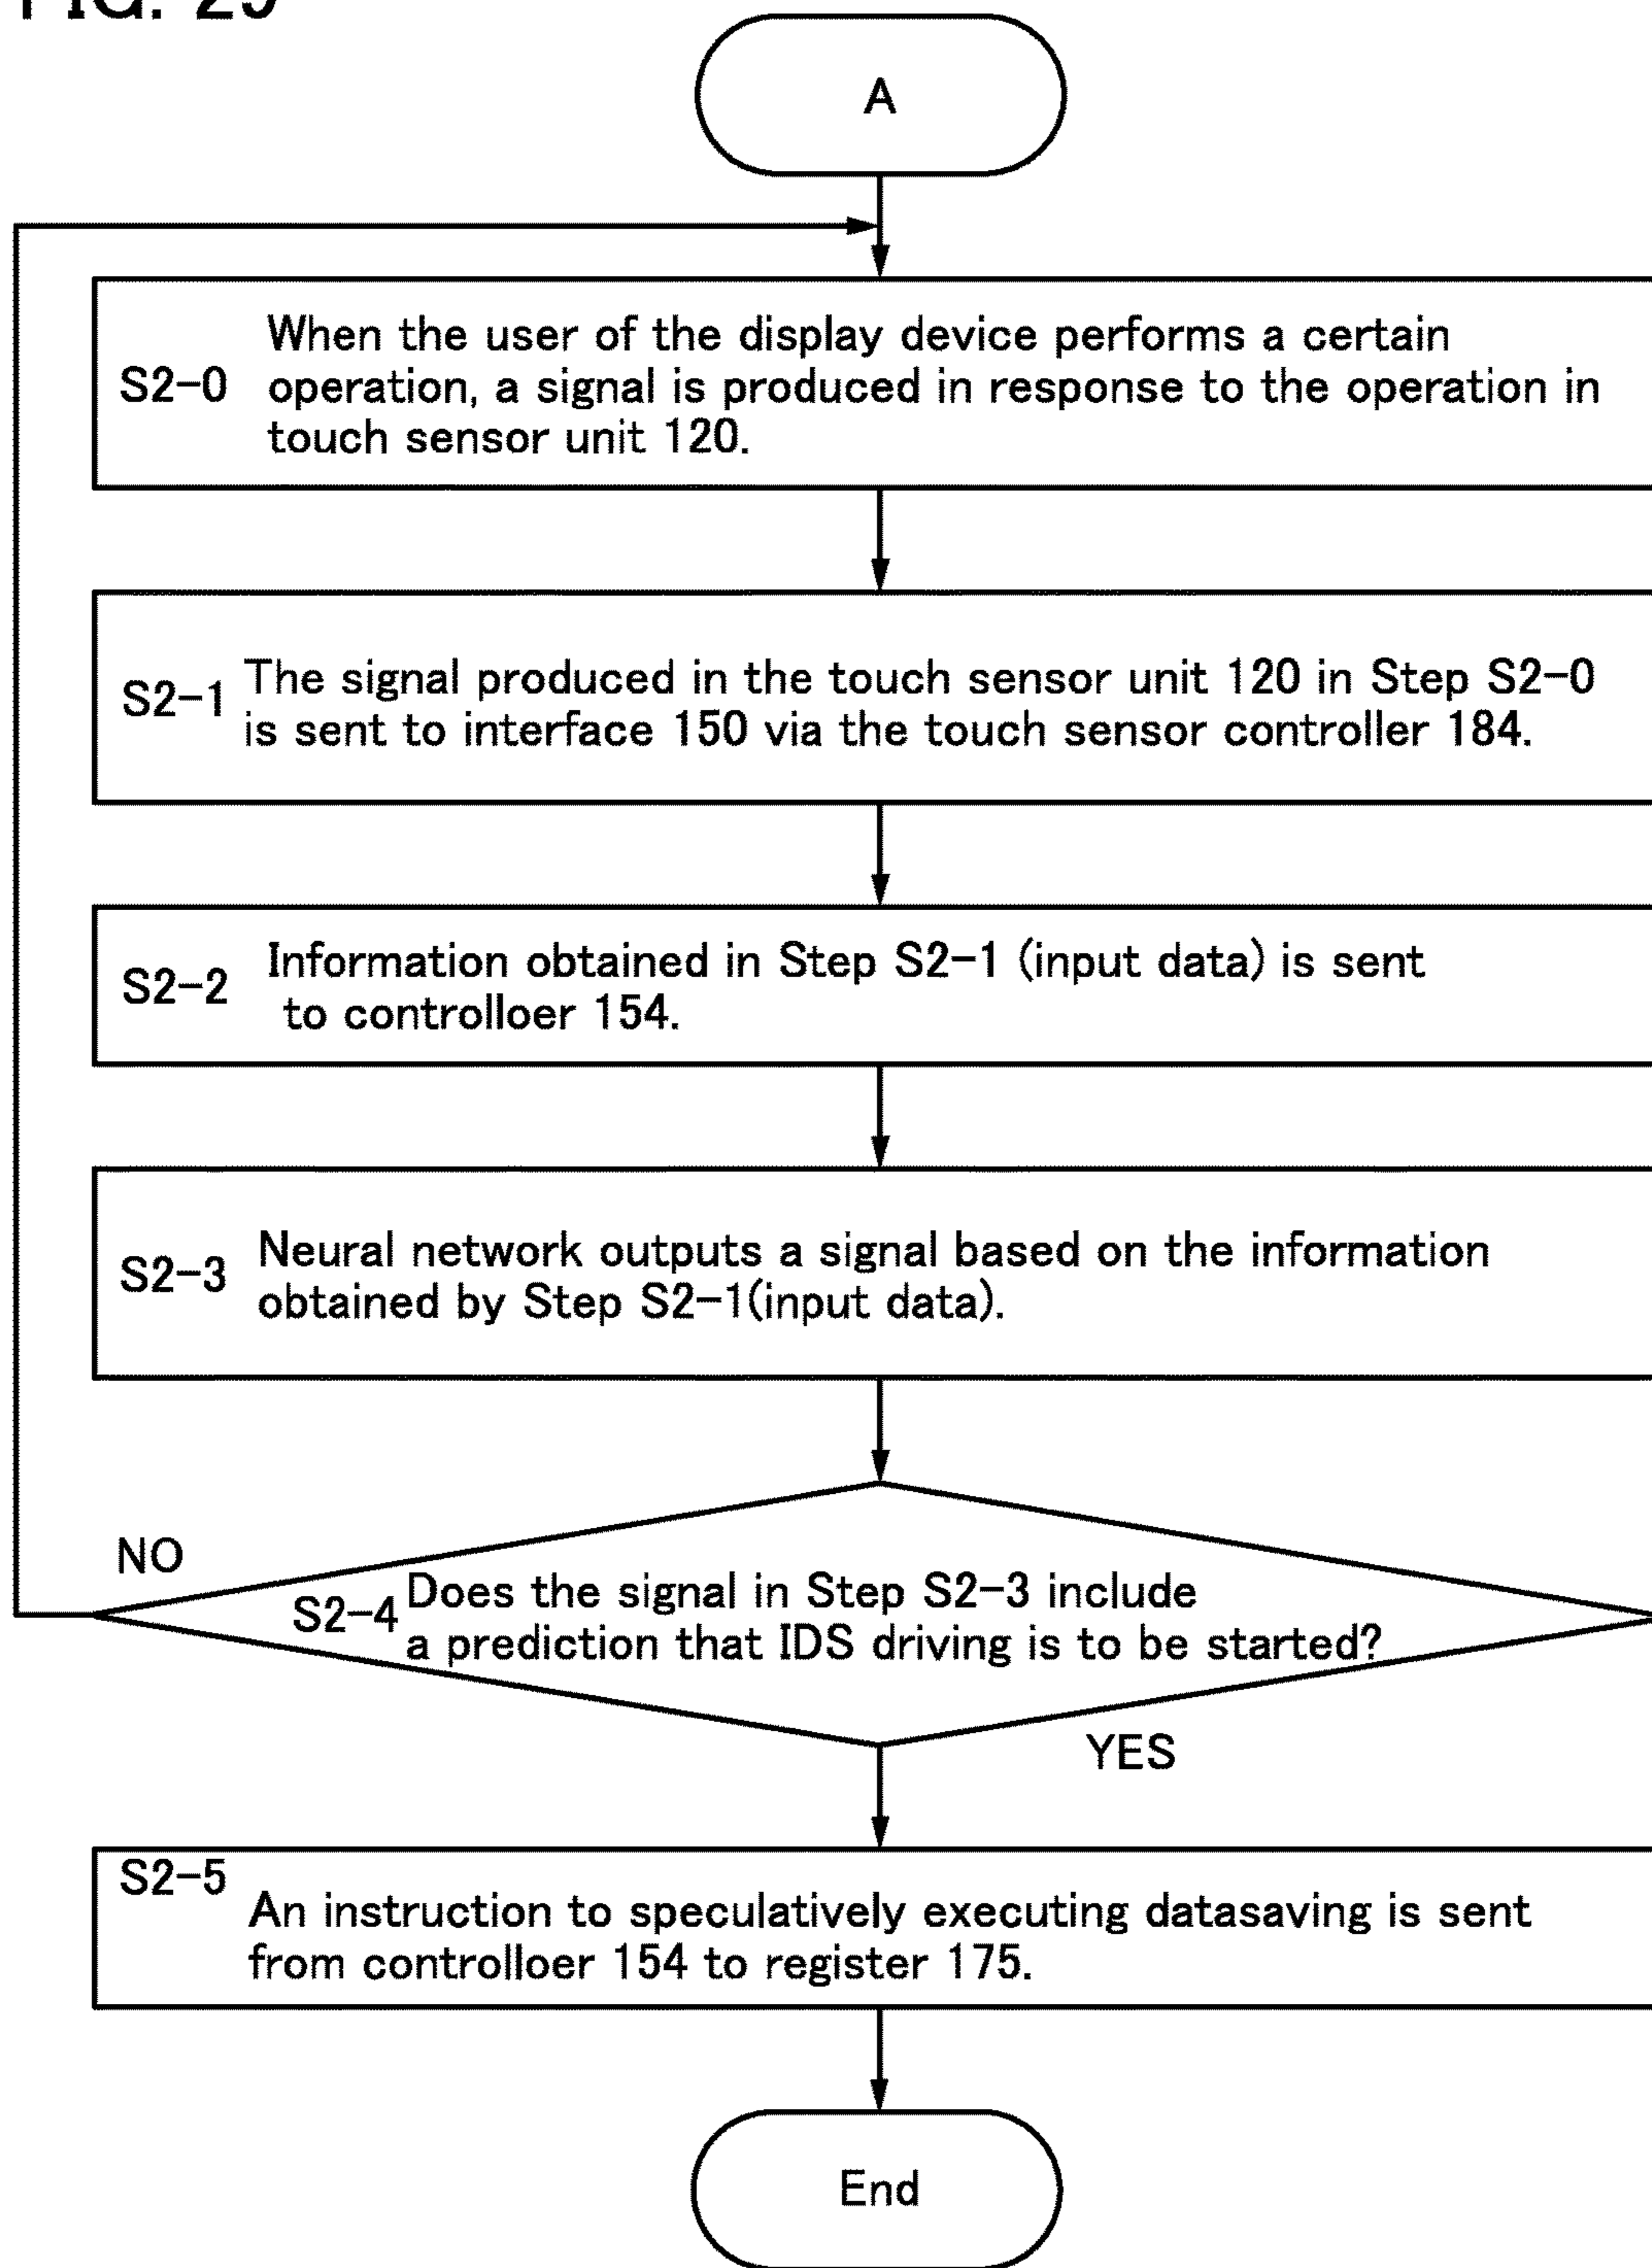 FIG. 29
A
S2-0
When the user of the display device performs a certain
operation, a signal is produced in response to the operation in
touch sensor unit 120.
S2-1
The signal produced in the touch sensor unit 120 in Step S2-0
is sent to interface 150 via the touch sensor controller 184.
S2-2
Information obtained in Step S2-1 (input data) is sent
to controlloer 154.
S2-3
Neural network outputs a signal based on the information
obtained by Step S2-1(input data).
NO
S2-4
Does the signal in Step S2-3 include
a prediction that IDS driving is to be started?
YES
S2-5
An instruction to speculatively executing datasaving is sent
from controlloer 154 to register 175.
End